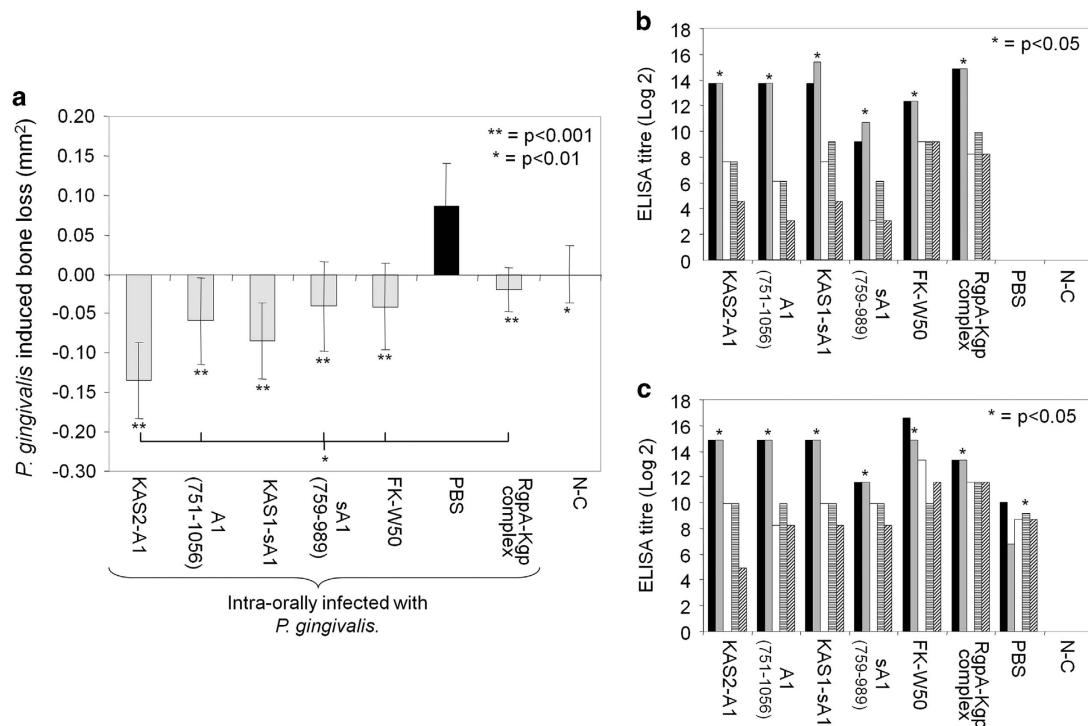 a
P. gingivalis induced bone loss (mm²)
0.20
0.15
0.10
0.05
0.00
-0.05
-0.10
-0.15
-0.20
-0.30
** = p<0.001
* = p<0.01
**
**
**
**
**
**
*
*
KAS2-A1
A1
(751-1056)
KAS1-sA1
sA1
(759-989)
FK-W50
PBS
RgpA-Kgp
complex
N-C
Intra-orally infected with
P. gingivalis.
b
ELISA titre (Log 2)
18
16
14
12
10
8
6
4
2
0
* = p<0.05
*
*
*
*
*
*
KAS2-A1
A1
(751-1056)
KAS1-sA1
sA1
(759-989)
FK-W50
RgpA-Kgp
complex
PBS
N-C
c
ELISA titre (Log 2)
18
16
14
12
10
8
6
4
2
0
* = p<0.05
*
*
*
*
*
*
*
KAS2-A1
A1
(751-1056)
KAS1-sA1
sA1
(759-989)
FK-W50
RgpA-Kgp
complex
PBS
N-C